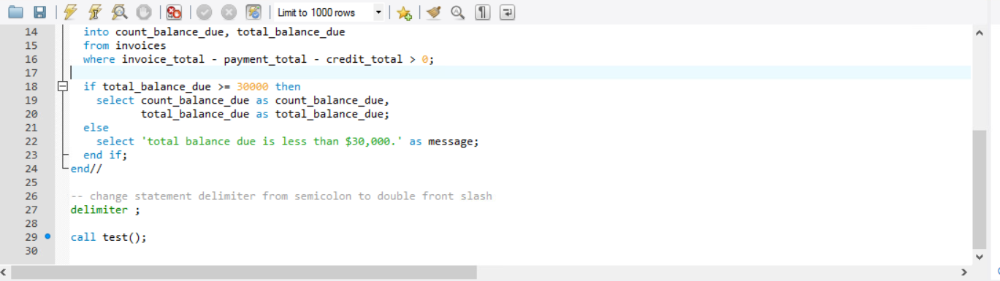 Limit to 1000 rows
14 into count_balance_due, total_balance_due
15 from invoices
16 where invoice_total - payment_total - credit_total > 0;
17
18 if total_balance_due >= 30000 then
19 select count_balance_due as count_balance_due,
20 total_balance_due as total_balance_due;
21 else
22 select 'total balance due is less than $30,000.' as message;
23 end if;
24 end//
25
26 -- change statement delimiter from semicolon to double front slash
27 delimiter ;
28
29 call test();
30